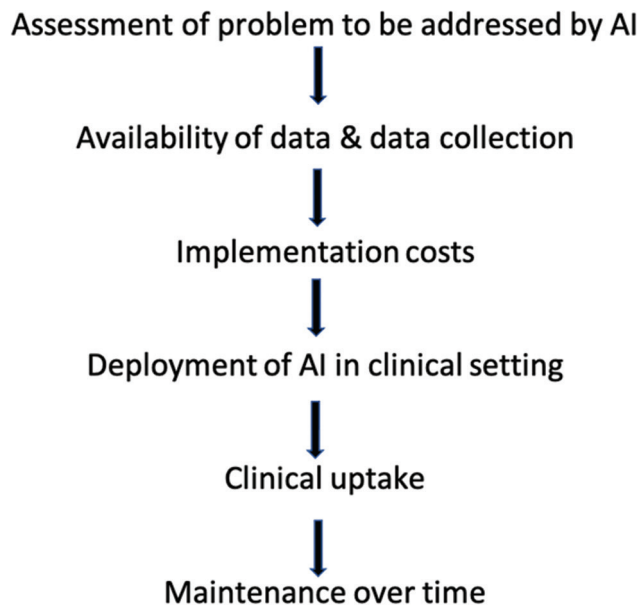 Assessment of problem to be addressed by AI
Availability of data & data collection
Implementation costs
Deployment of AI in clinical setting
Clinical uptake
Maintenance over time